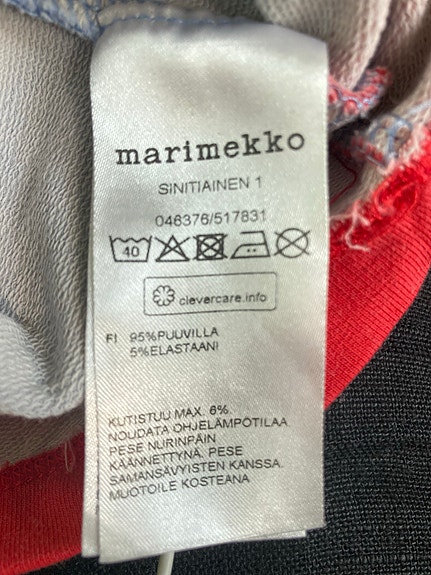 marimekko
SINITIAINEN 1
046376/517831
40
clevercare.info
FI 95%PUUVILLA
5%ELASTAANI
KUTISTUU MAX. 6%.
NOUDATA OHJELÄMPÖTILAA.
PESE NURINPÄIN
KÄÄNNETTYNÄ. PESE
SAMANSÄVYISTEN KANSSA.
MUOTOILE KOSTEANA